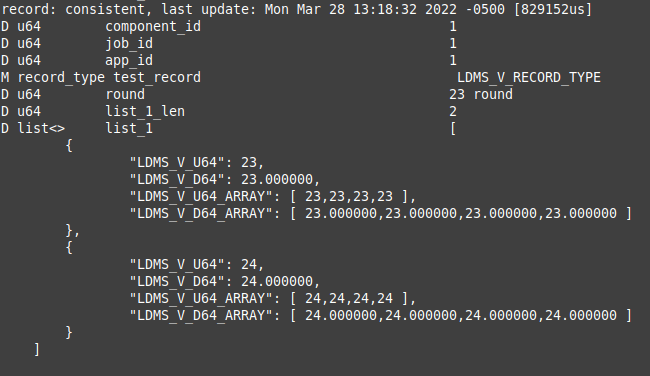 record: consistent, last update: Mon Mar 28 13:18:32 2022 -0500 [829152us]
D u64        component_id                               1
D u64        job_id                                     1
D u64        app_id                                     1
M record_type test_record                                LDMS_V_RECORD_TYPE
D u64        round                                      23 round
D u64        list_1_len                                 2
D list<>     list_1                                     [
        {
                "LDMS_V_U64": 23,
                "LDMS_V_D64": 23.000000,
                "LDMS_V_U64_ARRAY": [ 23,23,23,23 ],
                "LDMS_V_D64_ARRAY": [ 23.000000,23.000000,23.000000,23.000000 ]
        },
        {
                "LDMS_V_U64": 24,
                "LDMS_V_D64": 24.000000,
                "LDMS_V_U64_ARRAY": [ 24,24,24,24 ],
                "LDMS_V_D64_ARRAY": [ 24.000000,24.000000,24.000000,24.000000 ]
        }
    ]